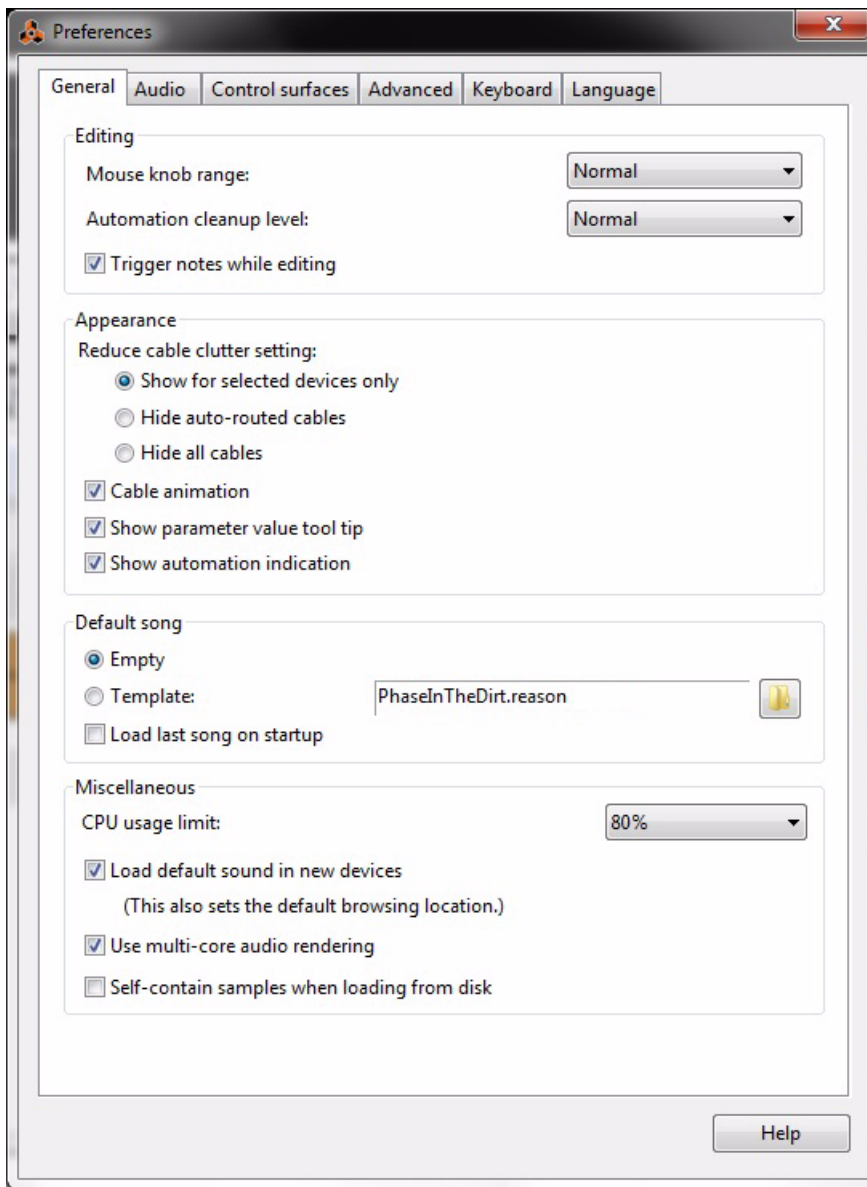 Preferences
General Audio Control surfaces Advanced Keyboard Language
Editing
Mouse knob range: Normal
Automation cleanup level: Normal
Trigger notes while editing
Appearance
Reduce cable clutter setting:
Show for selected devices only
Hide auto-routed cables
Hide all cables
Cable animation
Show parameter value tool tip
Show automation indication
Default song
Empty
Template: PhaseInTheDirt.reason
Load last song on startup
Miscellaneous
CPU usage limit: 80%
Load default sound in new devices
(This also sets the default browsing location.)
Use multi-core audio rendering
Self-contain samples when loading from disk
Help